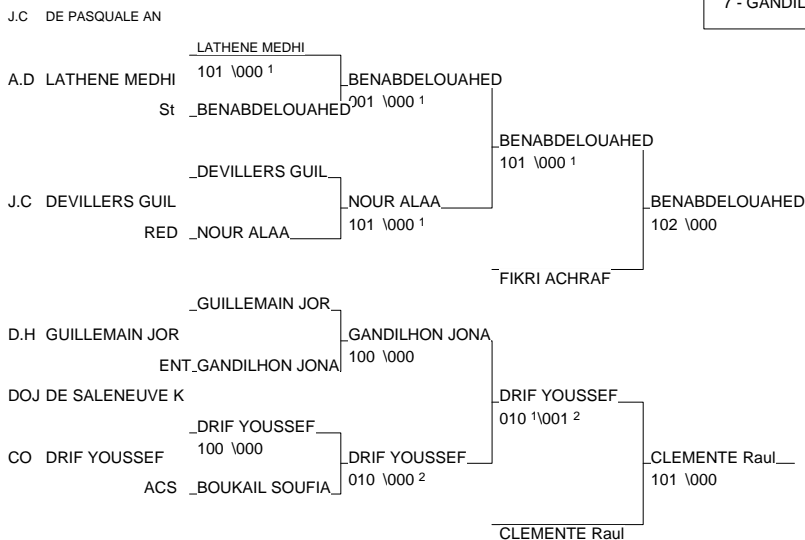 7 - GANDIL
J.C DE PASQUALE AN
LATHENE MEDHI
A.D LATHENE MEDHI
101 \000 1
BENABDELOUAHED
St BENABDELOUAHED
001 \000 1
BENABDELOUAHED
101 \000 1
DEVILLERS GUIL
J.C DEVILLERS GUIL
NOUR ALAA
BENABDELOUAHED
RED NOUR ALAA
101 \000 1
102 \000
FIKRI ACHRAF
GUILLEMAIN JOR
D.H GUILLEMAIN JOR
GANDILHON JONA
ENT GANDILHON JONA
100 \000
DOJ DE SALENEUVE K
DRIF YOUSSEF
010 1\001 2
DRIF YOUSSEF
100 \000
CO DRIF YOUSSEF
DRIF YOUSSEF
CLEMENTE Raul
ACS BOUKAIL SOUFIA
010 \000 2
101 \000
CLEMENTE Raul